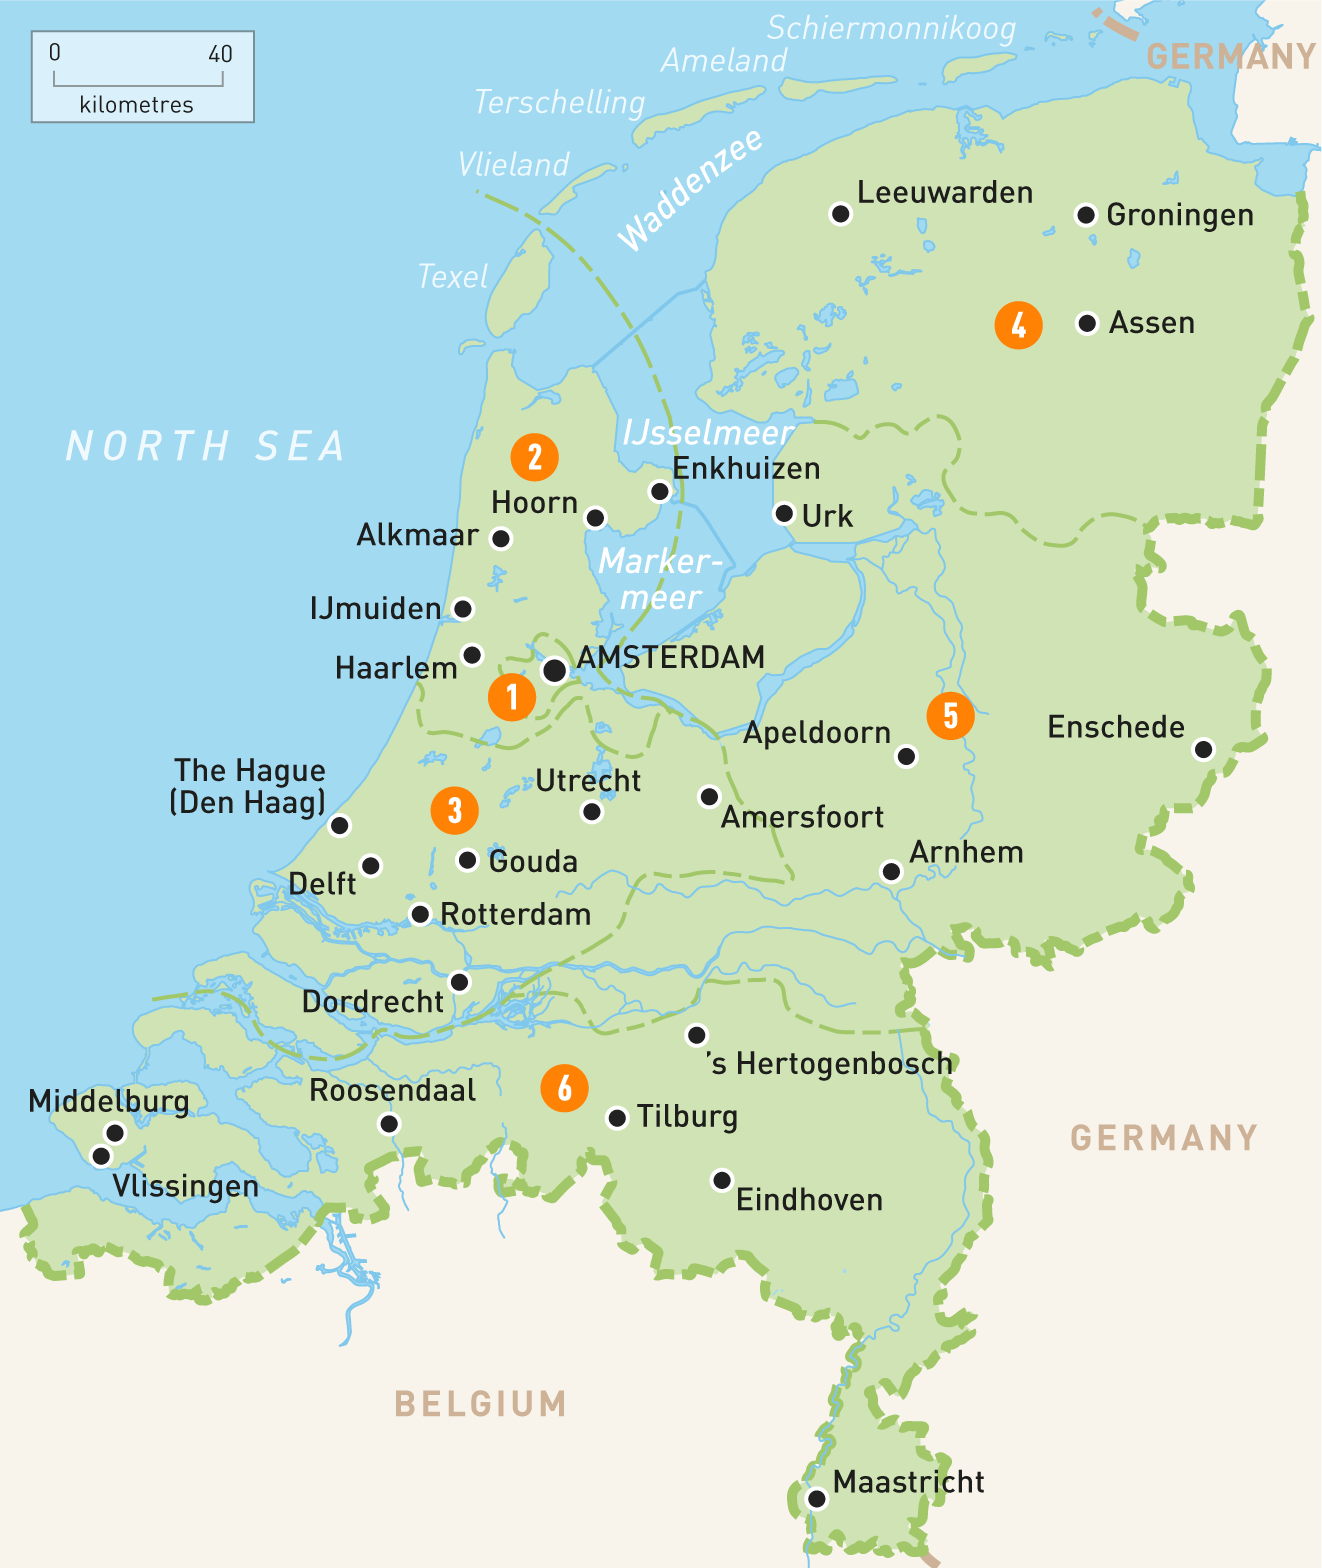 0 40
kilometres
Schiermonnikoog
GERMANY
Ameland
Terschelling
Vlieland
Waddenzee
Leeuwarden
Groningen
Texel
4
Assen
NORTH SEA
IJsselmeer
2
Enkhuizen
Hoorn
Urk
Alkmaar
Marker-
meer
IJmuiden
Haarlem
AMSTERDAM
1
5
Apeldoorn
Enschede
The Hague
(Den Haag)
Utrecht
3
Amersfoort
Arnhem
Gouda
Delft
Rotterdam
Dordrecht
's Hertogenbosch
6
Roosendaal
Middelburg
Tilburg
GERMANY
Vlissingen
Eindhoven
BELGIUM
Maastricht